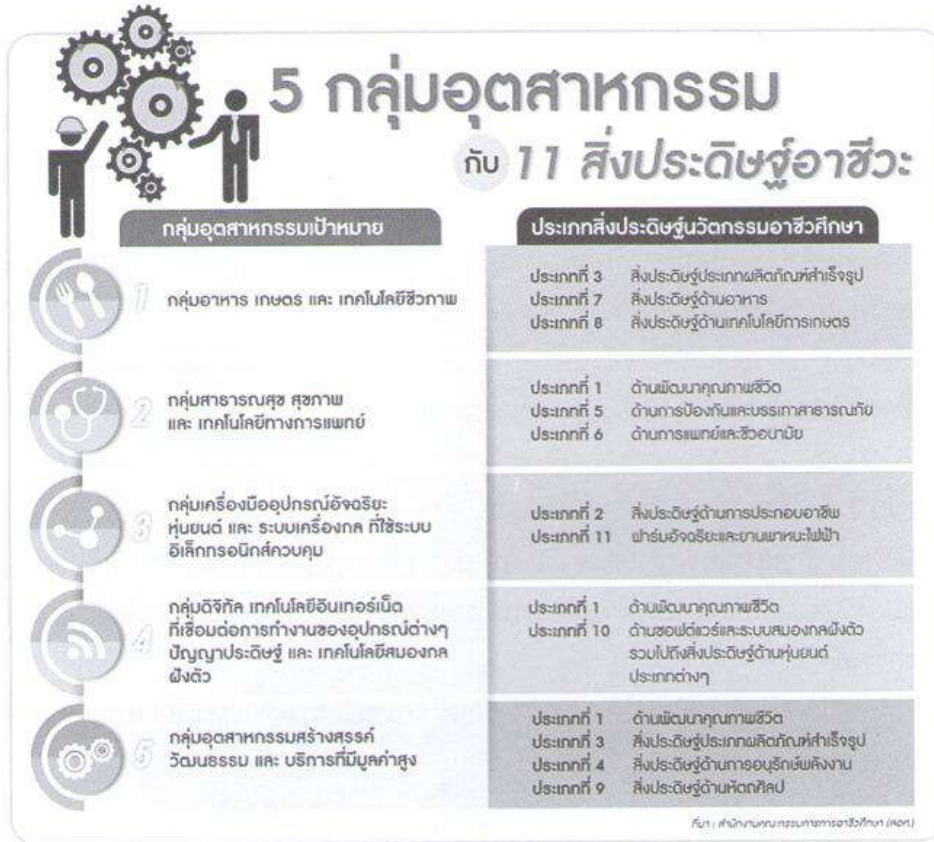 5 กลุ่มอุตสาหกรรม
กับ 11 สิ่งประดิษฐ์อาชีวะ
กลุ่มอุตสาหกรรมเป้าหมาย
ประเภทสิ่งประดิษฐ์นวัตกรรมอาชีวศึกษา
1 กลุ่มอาหาร เกษตร และ เทคโนโลยีชีวภาพ
ประเภทที่ 3 สิ่งประดิษฐ์ประเภทผลิตภัณฑ์สำเร็จรูป
ประเภทที่ 7 สิ่งประดิษฐ์ด้านอาหาร
ประเภทที่ 8 สิ่งประดิษฐ์ด้านเทคโนโลยีการเกษตร
2 กลุ่มสาธารณสุข สุขภาพ
และ เทคโนโลยีทางการแพทย์
ประเภทที่ 1 ด้านพัฒนาคุณภาพชีวิต
ประเภทที่ 5 ด้านการป้องกันและบรรเทาสาธารณภัย
ประเภทที่ 6 ด้านการแพทย์และชีวอนามัย
3 กลุ่มเครื่องมืออุปกรณ์อัจฉริยะ
หุ่นยนต์ และ ระบบเครื่องกล ที่ใช้ระบบ
อิเล็กทรอนิกส์ควบคุม
ประเภทที่ 2 สิ่งประดิษฐ์ด้านการประกอบอาชีพ
ประเภทที่ 11 ฟาร์มอัจฉริยะและยานพาหนะไฟฟ้า
4 กลุ่มดิจิทัล เทคโนโลยีอินเทอร์เน็ต
ที่เชื่อมต่อการทำงานของอุปกรณ์ต่างๆ
ปัญญาประดิษฐ์ และ เทคโนโลยีสมองกล
ฝังตัว
ประเภทที่ 1 ด้านพัฒนาคุณภาพชีวิต
ประเภทที่ 10 ด้านซอฟต์แวร์และระบบสมองกลฝังตัว
รวมไปถึงสิ่งประดิษฐ์ด้านหุ่นยนต์
ประเภทต่างๆ
5 กลุ่มอุตสาหกรรมสร้างสรรค์
วัฒนธรรม และ บริการที่มีมูลค่าสูง
ประเภทที่ 1 ด้านพัฒนาคุณภาพชีวิต
ประเภทที่ 3 สิ่งประดิษฐ์ประเภทผลิตภัณฑ์สำเร็จรูป
ประเภทที่ 4 สิ่งประดิษฐ์ด้านการอนุรักษ์พลังงาน
ประเภทที่ 9 สิ่งประดิษฐ์ด้านหัตถศิลป์
ที่มา : สำนักงานคณะกรรมการการอาชีวศึกษา (สอศ.)